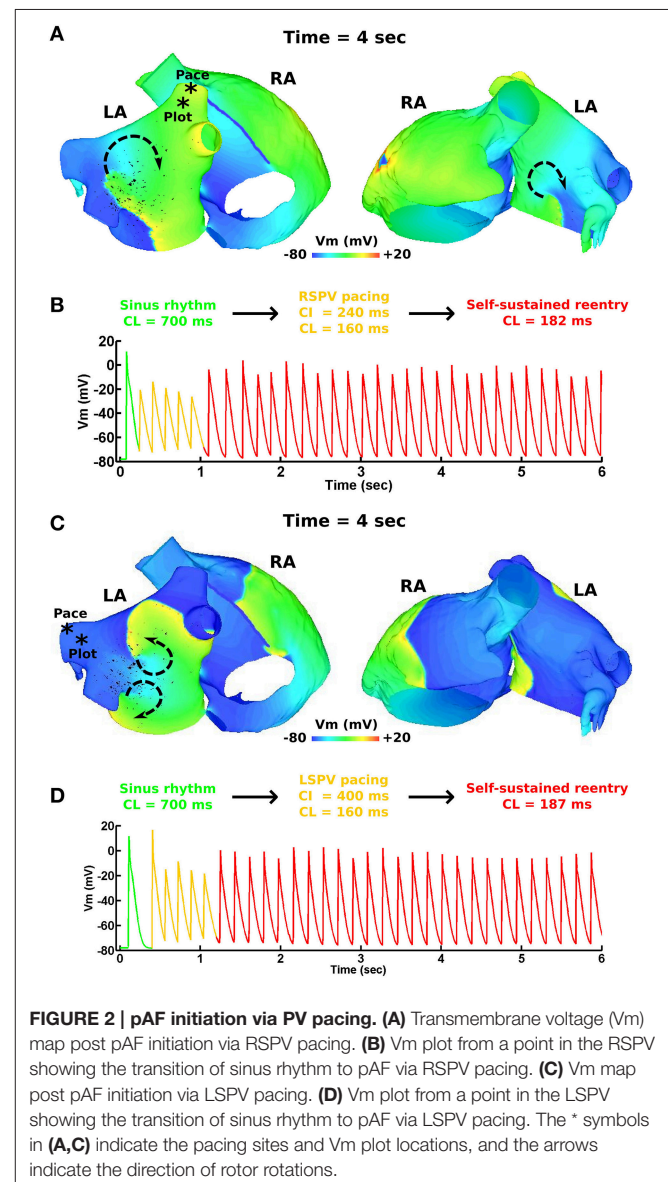 A
Time = 4 sec
RA
Pace
LA
*
Plot
*
RA
LA
Vm (mV)
-80 +20
B
Sinus rhythm
CL = 700 ms
RSPV pacing
CI = 240 ms
CL = 160 ms
Self-sustained reentry
CL = 182 ms
Vm (mV)
20
0
-20
-40
-60
-80
0 1 2 3 4 5 6
Time (sec)
C
Time = 4 sec
LA
RA
Pace
*
Plot
*
RA
LA
Vm (mV)
-80 +20
D
Sinus rhythm
CL = 700 ms
LSPV pacing
CI = 400 ms
CL = 160 ms
Self-sustained reentry
CL = 187 ms
Vm (mV)
20
0
-20
-40
-60
-80
0 1 2 3 4 5 6
Time (sec)
FIGURE 2 | pAF initiation via PV pacing. (A) Transmembrane voltage (Vm)
map post pAF initiation via RSPV pacing. (B) Vm plot from a point in the RSPV
showing the transition of sinus rhythm to pAF via RSPV pacing. (C) Vm map
post pAF initiation via LSPV pacing. (D) Vm plot from a point in the LSPV
showing the transition of sinus rhythm to pAF via LSPV pacing. The * symbols
in (A,C) indicate the pacing sites and Vm plot locations, and the arrows
indicate the direction of rotor rotations.